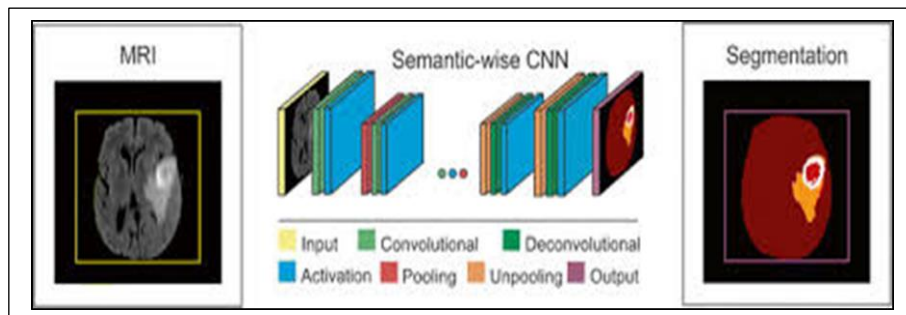 MRI
Semantic-wise CNN
Segmentation
Input
Convolutional
Deconvolutional
Activation
Pooling
Unpooling
Output